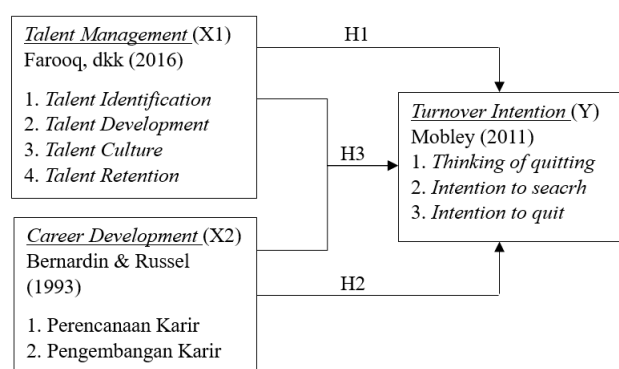 Talent Management (X1)
Farooq, dkk (2016)
1. Talent Identification
2. Talent Development
3. Talent Culture
4. Talent Retention
H1
H3
Turnover Intention (Y)
Mobley (2011)
1. Thinking of quitting
2. Intention to seacrh
3. Intention to quit
Career Development (X2)
Bernardin & Russel
(1993)
1. Perencanaan Karir
2. Pengembangan Karir
H2